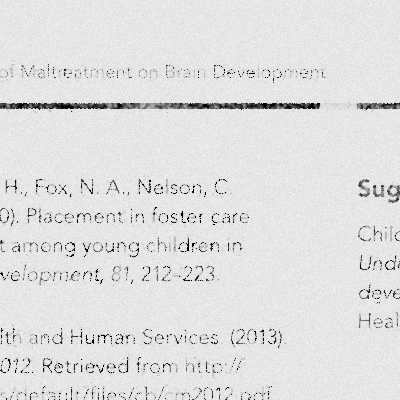 of Maltreatment on Brain Development
H., Fox, N. A., Nelson, C.
0). Placement in foster care
t among young children in
velopment, 81, 212–223.
lth and Human Services. (2013).
012. Retrieved from http://
s/default/files/cb/cm2012.pdf
Sug
Chil
Unde
deve
Heal